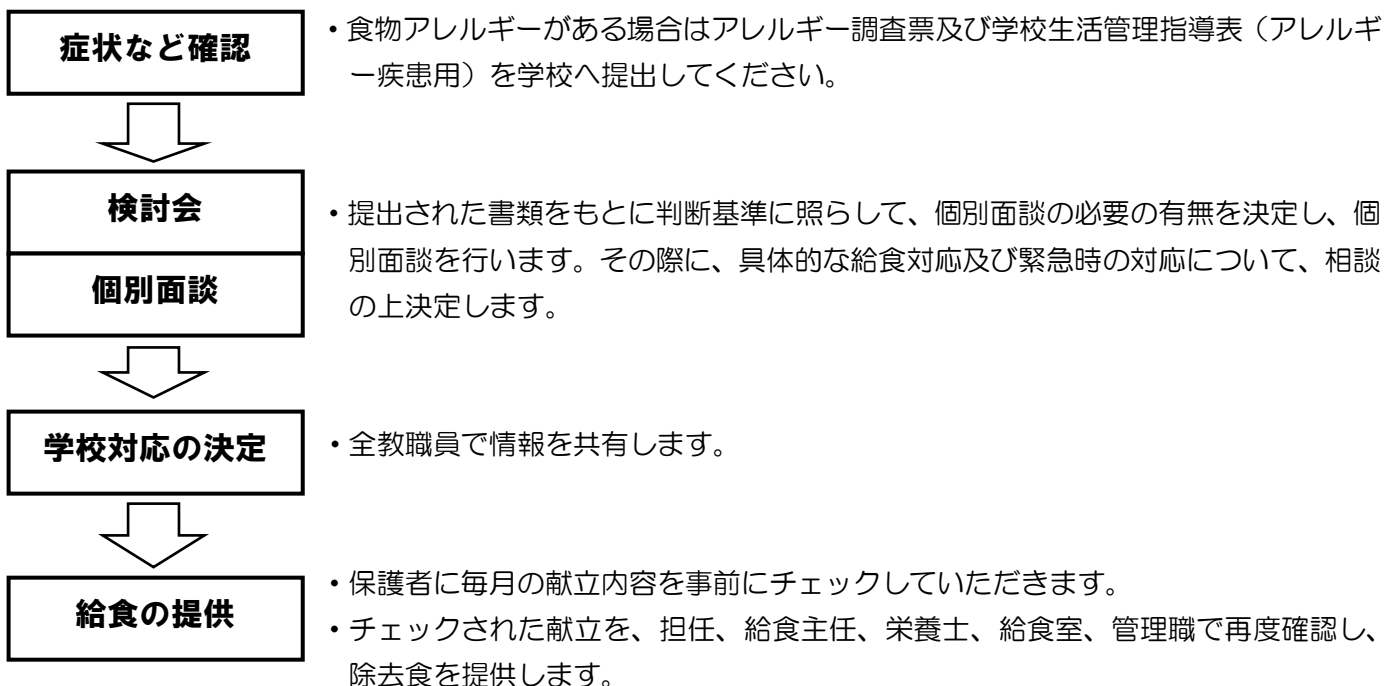 症状など確認
・食物アレルギーがある場合はアレルギー調査票及び学校生活管理指導表（アレルギ
ー疾患用）を学校へ提出してください。
検討会
個別面談
・提出された書類をもとに判断基準に照らして、個別面談の必要の有無を決定し、個
別面談を行います。その際に、具体的な給食対応及び緊急時の対応について、相談
の上決定します。
学校対応の決定
・全教職員で情報を共有します。
給食の提供
・保護者に毎月の献立内容を事前にチェックしていただきます。
・チェックされた献立を、担任、給食主任、栄養士、給食室、管理職で再度確認し、
除去食を提供します。